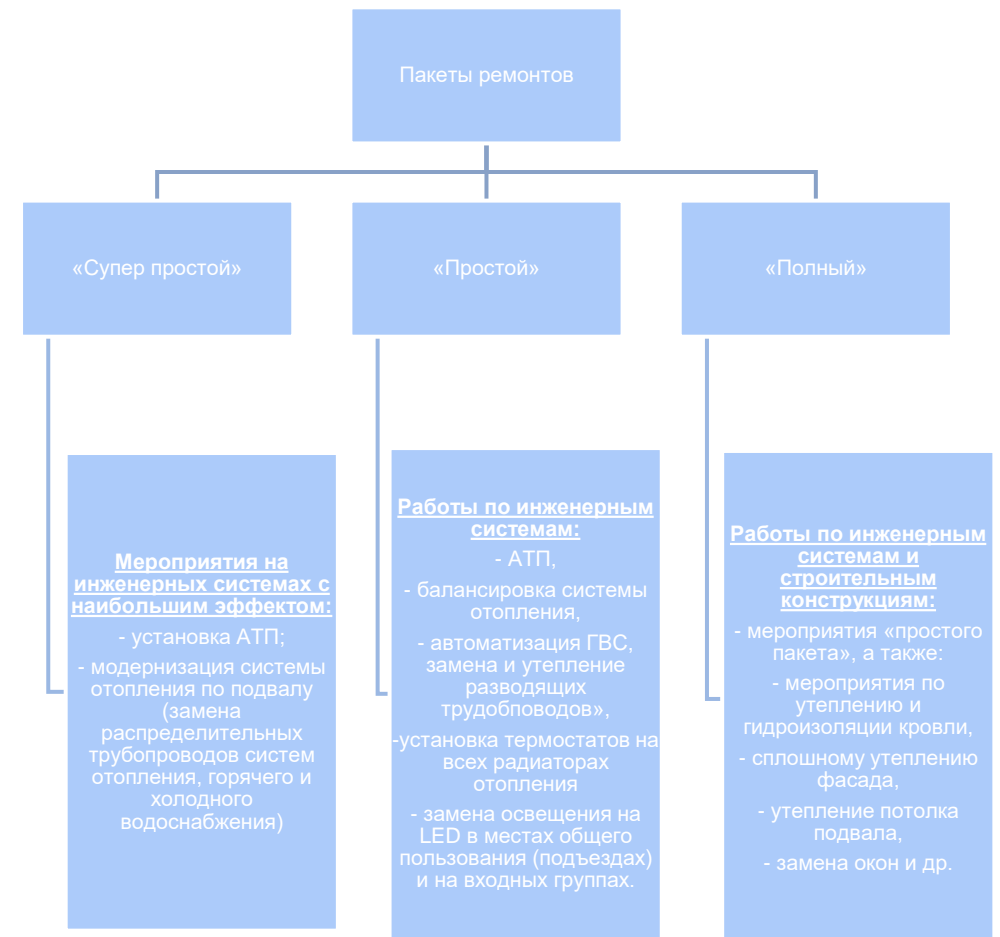 Пакеты ремонтов
«Супер простой»
«Простой»
«Полный»
Мероприятия на
инженерных системах с
наибольшим эффектом:
- установка АТП;
- модернизация системы
отопления по подвалу
(замена
распределительных
трубопроводов систем
отопления, горячего и
холодного
водоснабжения)
Работы по инженерным
системам:
- АТП,
- балансировка системы
отопления,
- автоматизация ГВС,
замена и утепление
разводящих
трудобповодов»,
-установка термостатов на
всех радиаторах
отопления
- замена освещения на
LED в местах общего
пользования (подъездах)
и на входных группах.
Работы по инженерным
системам и
строительным
конструкциям:
- мероприятия «простого
пакета», а также:
- мероприятия по
утеплению и
гидроизоляции кровли,
- сплошному утеплению
фасада,
- утепление потолка
подвала,
- замена окон и др.